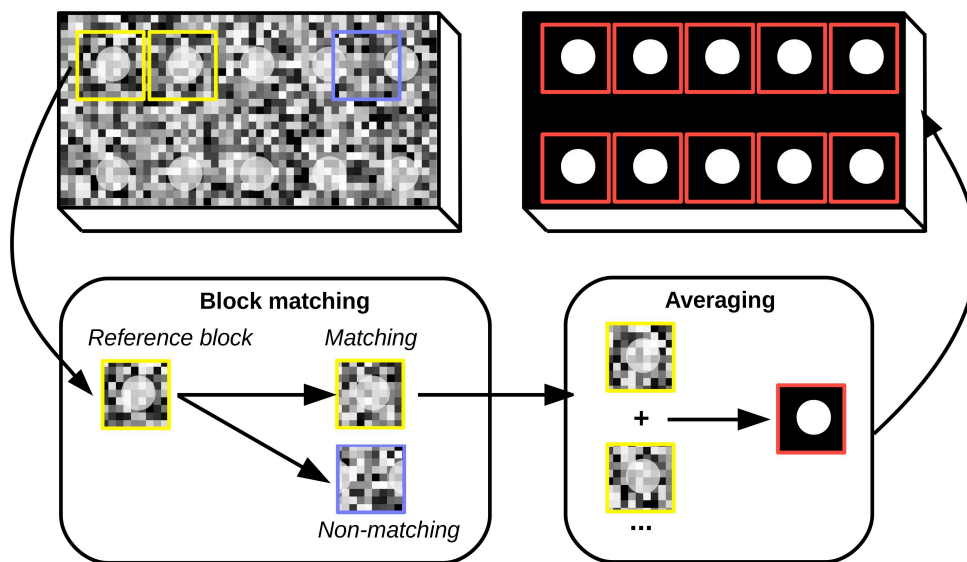 Block matching
Averaging
Reference block
Matching
+
Non-matching
...